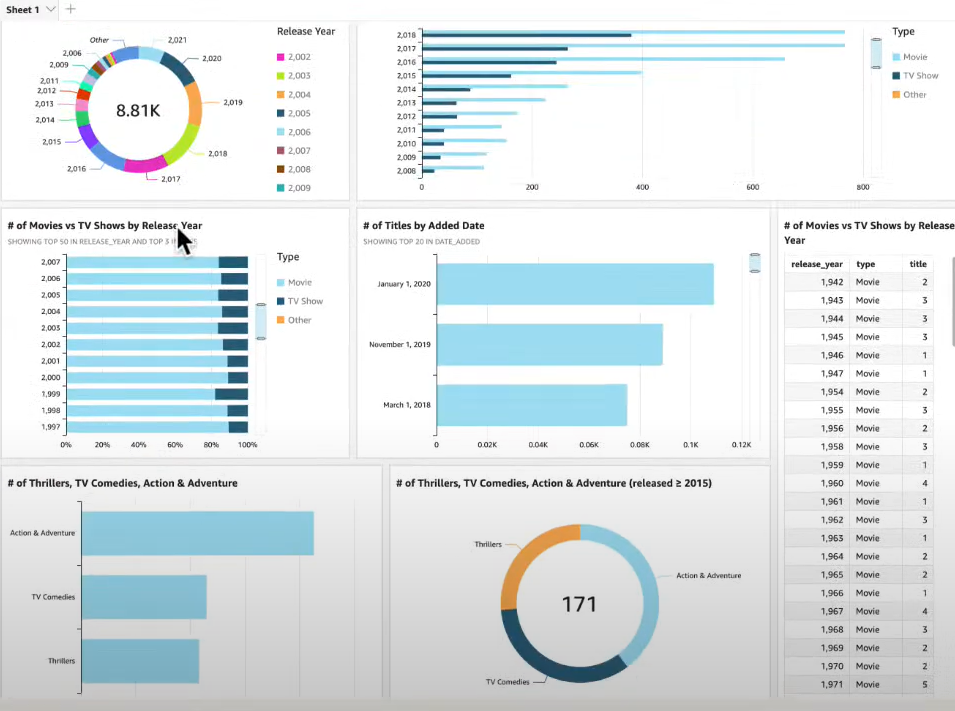 Sheet 1
Other
2,021
2,020
2,019
2,018
2,017
2,016
2,015
2,014
2,013
2,012
2,011
2,009
2,006
8.81K
Release Year
2,002
2,003
2,004
2,005
2,006
2,007
2,008
2,009
2,018
2,017
2,016
2,015
2,014
2,013
2,012
2,011
2,010
2,009
2,008
0 200 400 600 800
Type
Movie
TV Show
Other
# of Movies vs TV Shows by Release Year
SHOWING TOP 50 IN RELEASE_YEAR AND TOP 3 IN
2,007
2,006
2,005
2,004
2,003
2,002
2,001
2,000
1,999
1,998
1,997
0% 20% 40% 60% 80% 100%
Type
Movie
TV Show
Other
# of Titles by Added Date
SHOWING TOP 20 IN DATE_ADDED
January 1, 2020
November 1, 2019
March 1, 2018
0 0.02K 0.04K 0.06K 0.08K 0.1K 0.12K
# of Movies vs TV Shows by Release
Year
release_year type title
1,942 Movie 2
1,943 Movie 3
1,944 Movie 3
1,945 Movie 3
1,946 Movie 1
1,947 Movie 1
1,954 Movie 2
1,955 Movie 3
1,956 Movie 2
1,958 Movie 3
1,959 Movie 1
1,960 Movie 4
1,961 Movie 1
1,962 Movie 3
1,963 Movie 1
1,964 Movie 2
1,965 Movie 2
1,966 Movie 1
1,967 Movie 4
1,968 Movie 3
1,969 Movie 2
1,970 Movie 2
1,971 Movie 5
# of Thrillers, TV Comedies, Action & Adventure
Action & Adventure
TV Comedies
Thrillers
# of Thrillers, TV Comedies, Action & Adventure (released ≥ 2015)
Thrillers
Action & Adventure
171
TV Comedies